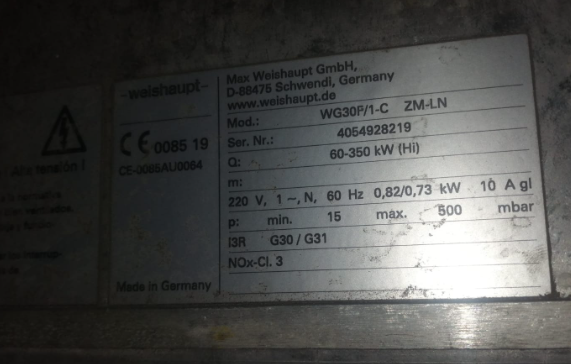 -weishaupt-
Max Weishaupt GmbH,
D-88475 Schwendi, Germany
www.weishaupt.de
CE 0085 19
CE-0085AU0064
Made in Germany
Mod.: WG30P/1-C ZM-LN
Ser. Nr.: 4054928219
Q: 60-350 kW (Hi)
m:
220 V, 1 ~, N, 60 Hz 0,82/0,73 kW 10 A gl
p: min. 15 max. 500 mbar
I3R G30 / G31
NOx-Cl. 3
tensión !